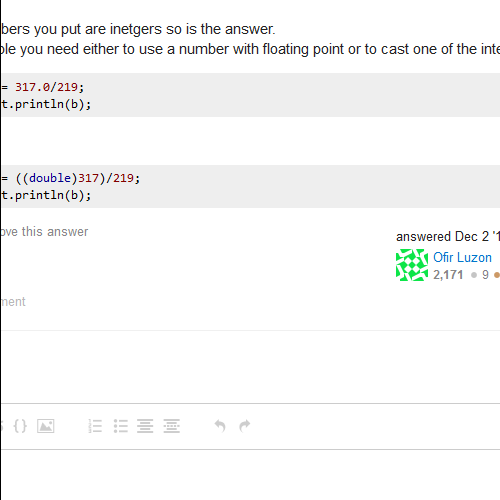 bers you put are inetgers so is the answer.
ble you need either to use a number with floating point or to cast one of the inte
= 317.0/219;
t.println(b);
= ((double)317)/219;
t.println(b);
ove this answer
answered Dec 2 '1
Ofir Luzon
2,171 9
ment
{}